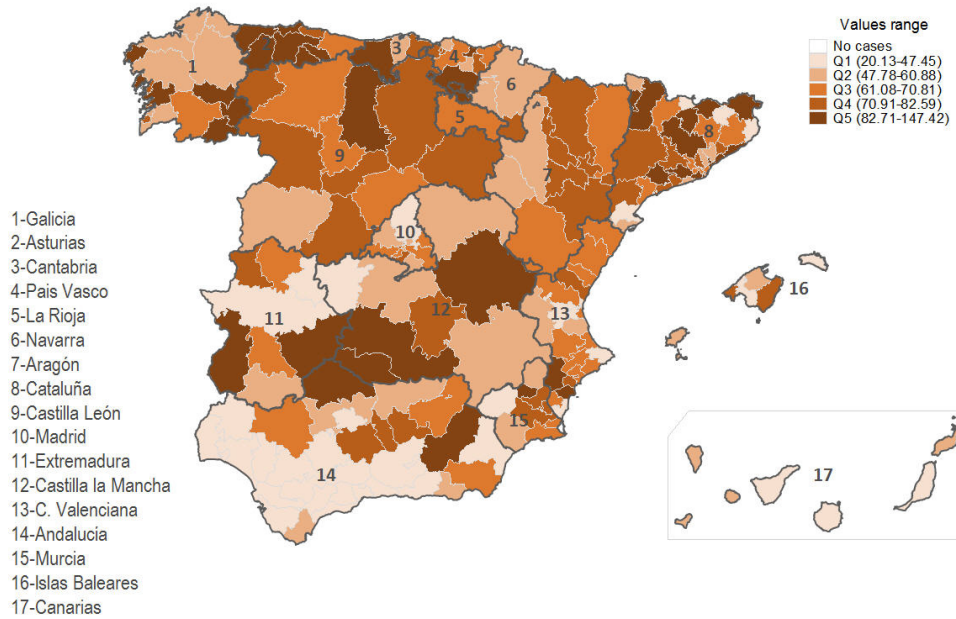 Values range
No cases
Q1 (20.13-47.45)
Q2 (47.78-60.88)
Q3 (61.08-70.81)
Q4 (70.91-82.59)
Q5 (82.71-147.42)
1
3
4
6
5
8
9
7
10
16
12
13
11
15
14
17
1-Galicia
2-Asturias
3-Cantabria
4-Pais Vasco
5-La Rioja
6-Navarra
7-Aragón
8-Cataluña
9-Castilla León
10-Madrid
11-Extremadura
12-Castilla la Mancha
13-C. Valenciana
14-Andalucía
15-Murcia
16-Islas Baleares
17-Canarias